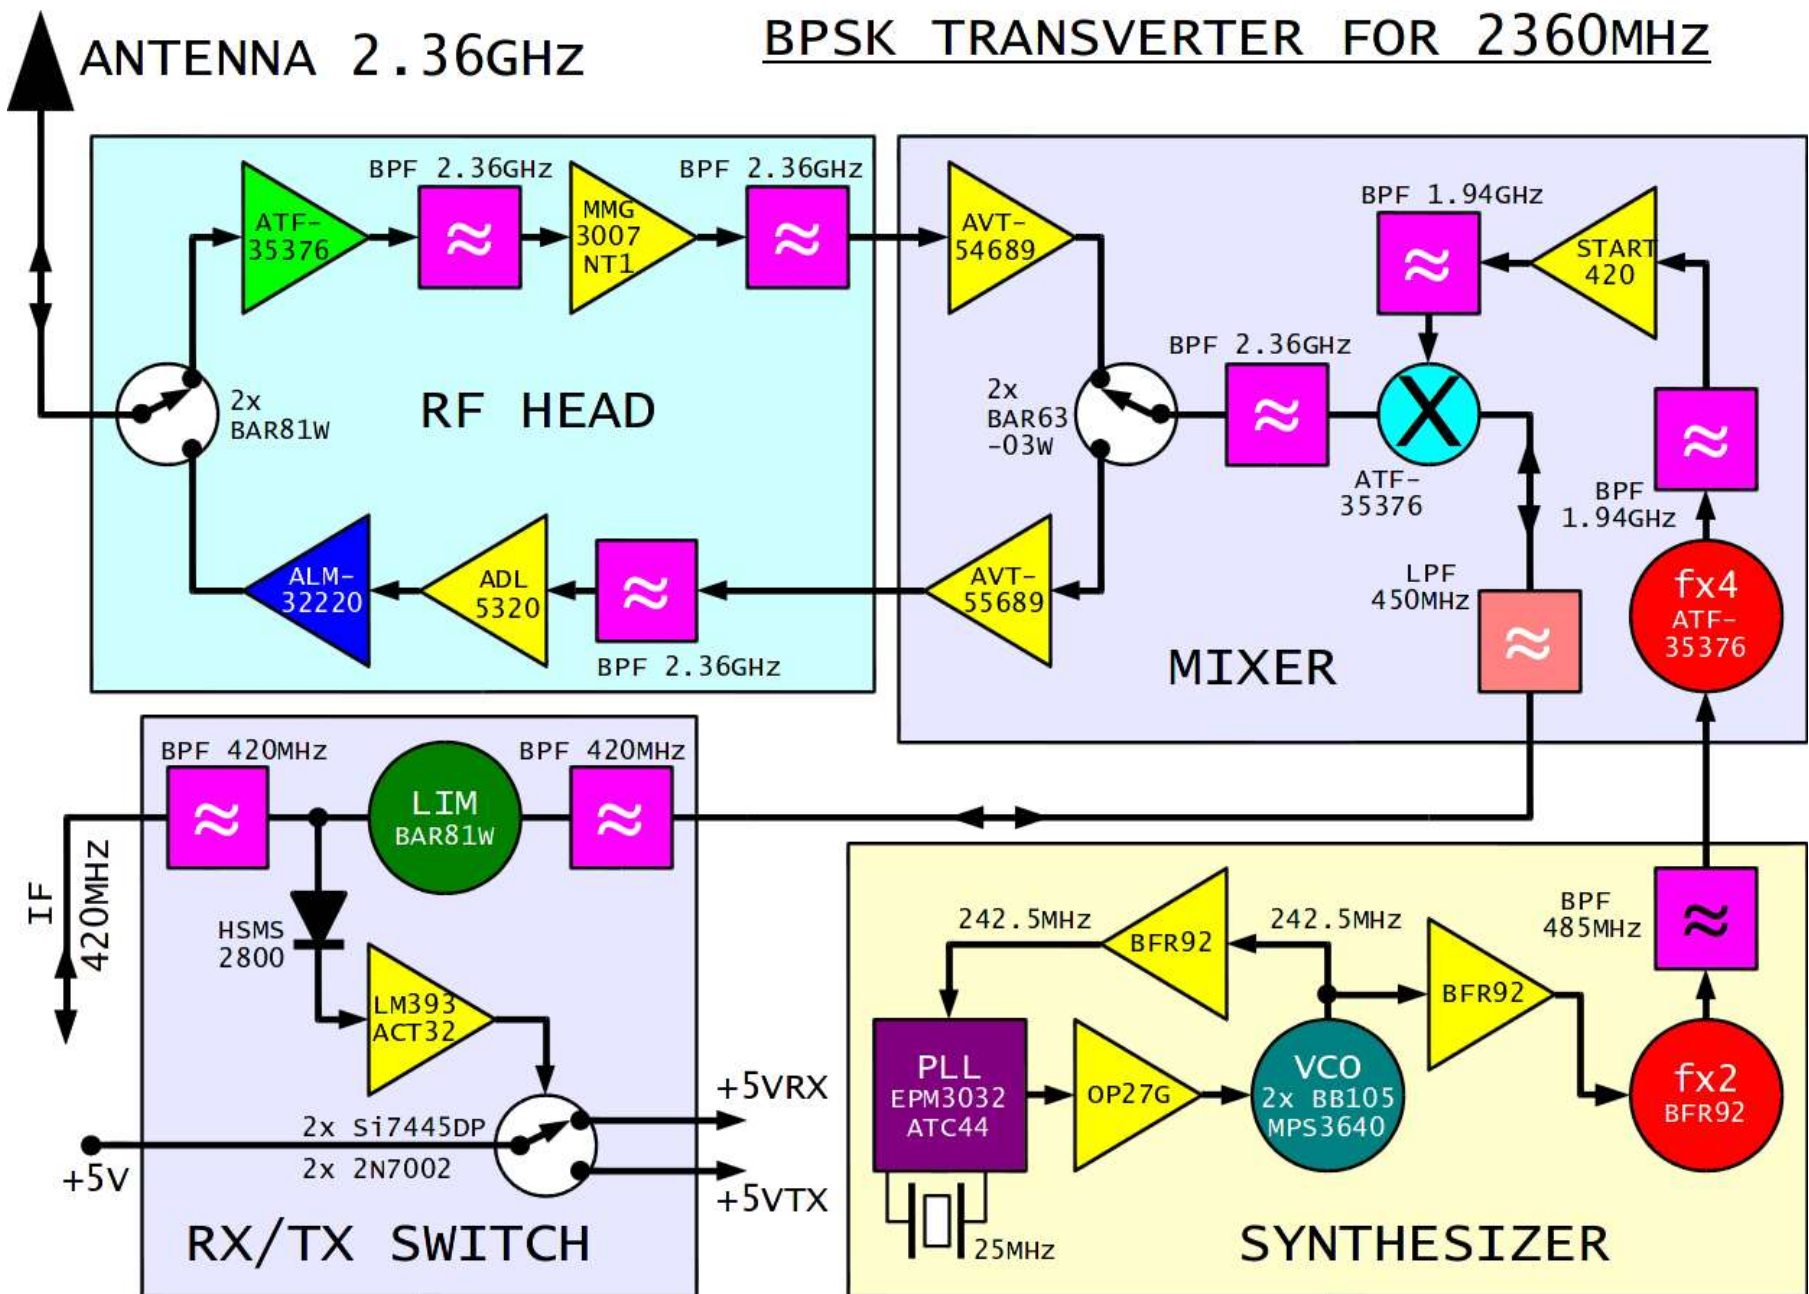 BPSK TRANSVERTER FOR 2360MHz
ANTENNA 2.36GHz
BPF 2.36GHz
BPF 2.36GHz
ATF-
35376
MMG
3007
NT1
2x
BAR81W
RF HEAD
ALM-
32220
ADL
5320
BPF 2.36GHz
AVT-
54689
BPF 1.94GHz
START
420
BPF 2.36GHz
2x
BAR63
-03W
X
ATF-
35376
BPF
1.94GHz
LPF
450MHz
fx4
ATF-
35376
AVT-
55689
MIXER
BPF 420MHz
BPF 420MHz
LIM
BAR81W
IF
420MHz
HSMS
2800
LM393
ACT32
+5VRX
2x Si7445DP
2x 2N7002
+5V
+5VTX
RX/TX SWITCH
242.5MHz
242.5MHz
BFR92
BFR92
BPF
485MHz
PLL
EPM3032
ATC44
OP27G
VCO
2x BB105
MPS3640
fx2
BFR92
25MHz
SYNTHESIZER